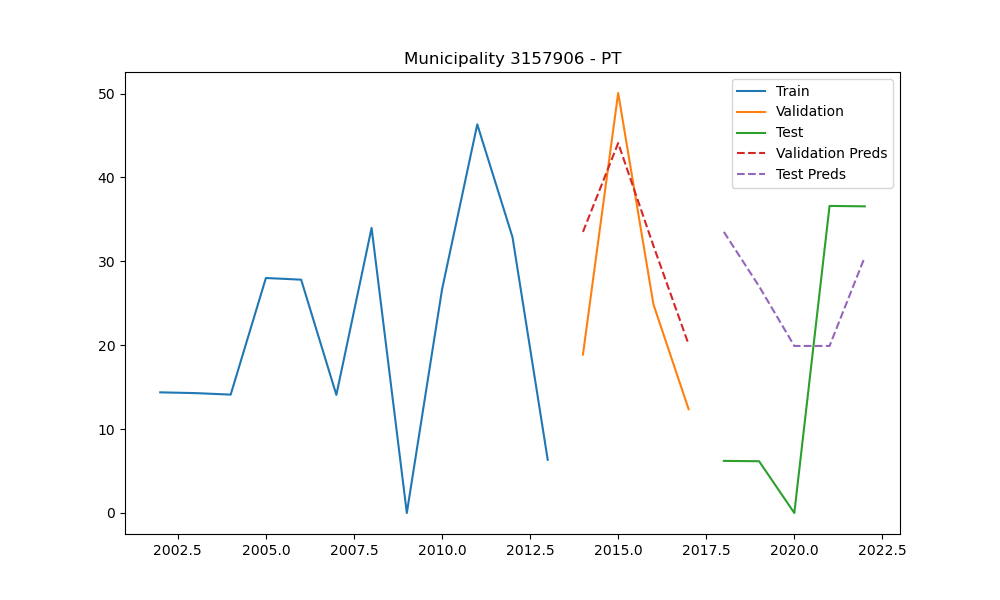 Municipality 3157906 - PT
Train
Validation
Test
Validation Preds
Test Preds
50
40
30
20
10
0
2002.5 2005.0 2007.5 2010.0 2012.5 2015.0 2017.5 2020.0 2022.5